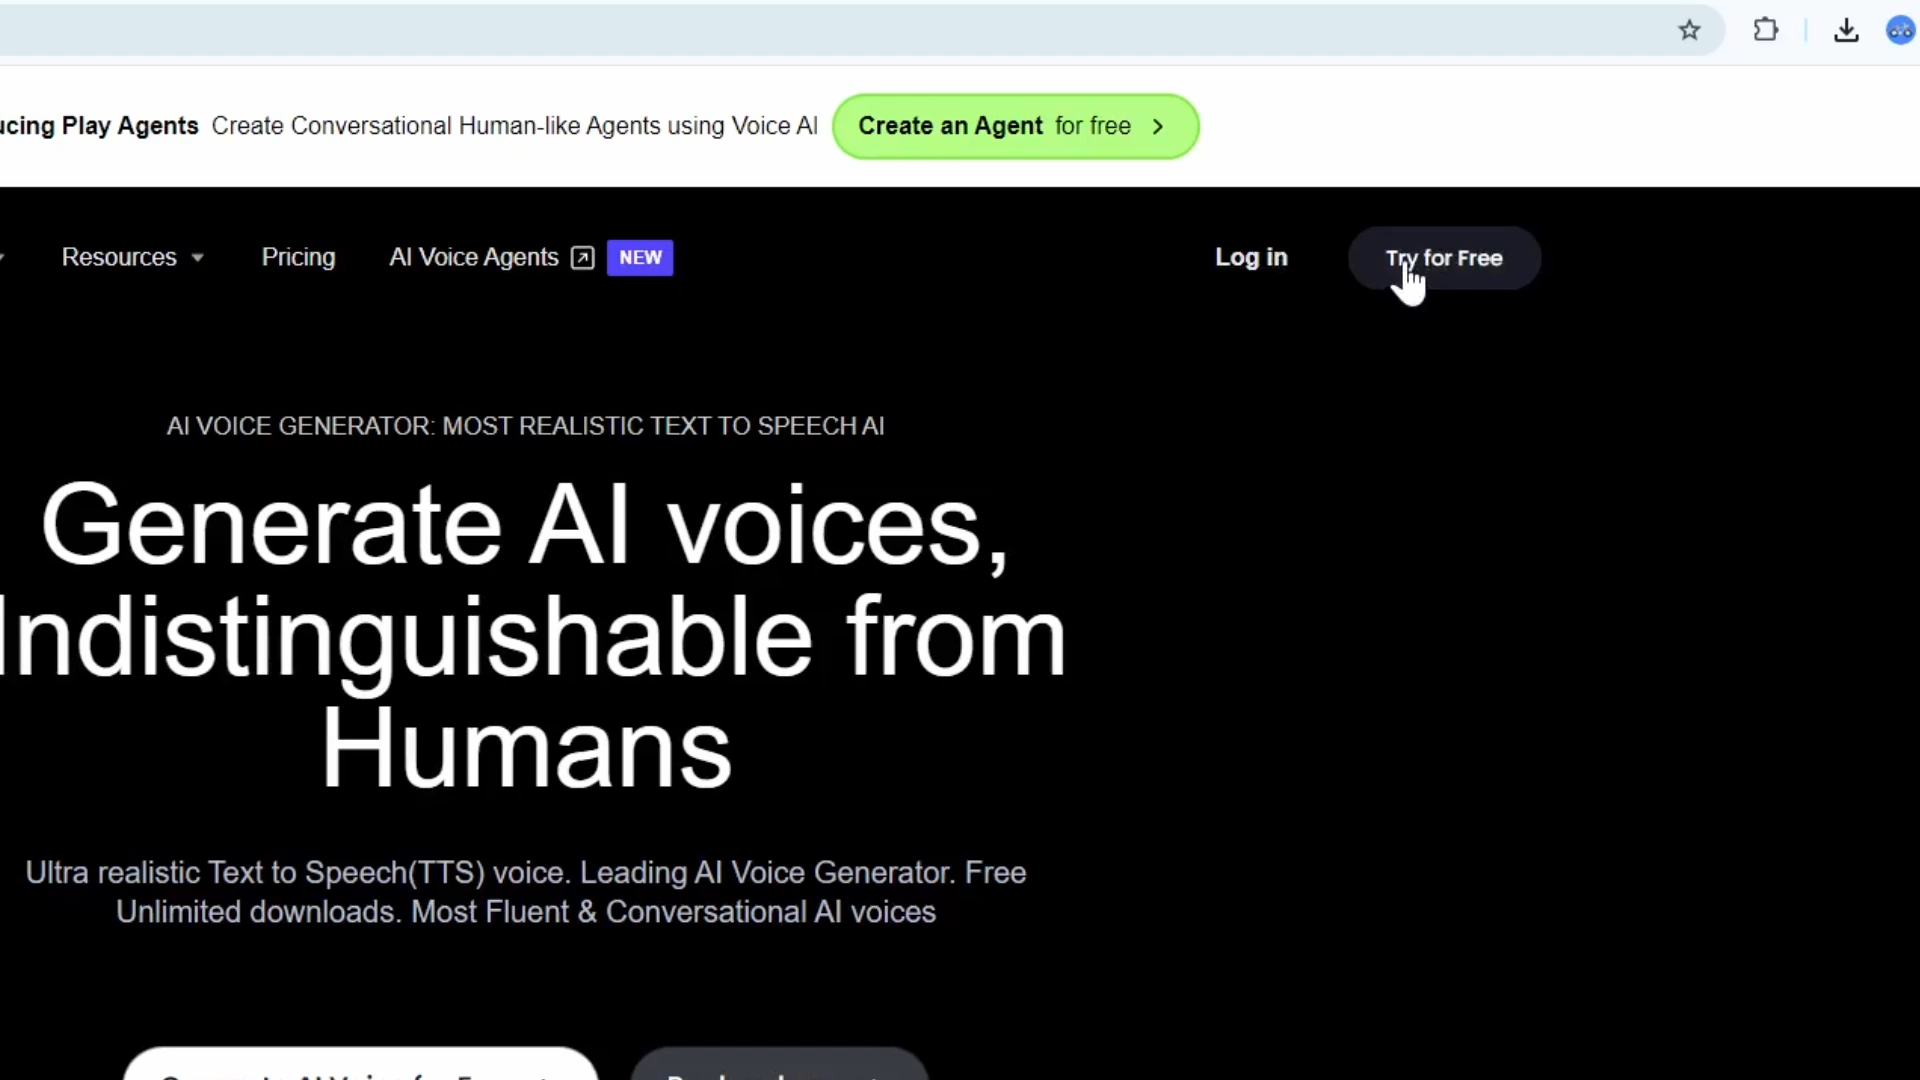 Play Agents Create Conversational Human-like Agents using Voice AI Create an Agent for free
Resources Pricing AI Voice Agents NEW Log in Try for Free
AI VOICE GENERATOR: MOST REALISTIC TEXT TO SPEECH AI
Generate AI voices,
Indistinguishable from
Humans
Ultra realistic Text to Speech(TTS) voice. Leading AI Voice Generator. Free
Unlimited downloads. Most Fluent & Conversational AI voices